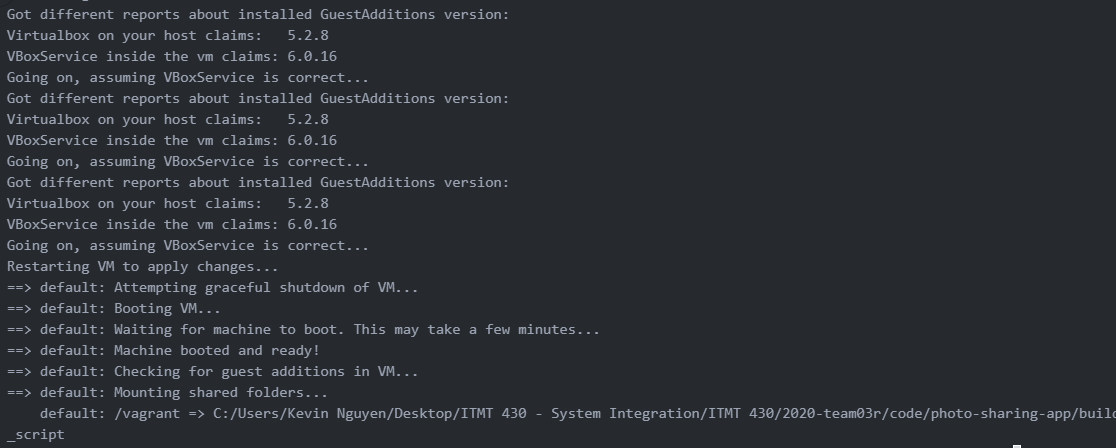 Got different reports about installed GuestAdditions version:
Virtualbox on your host claims:   5.2.8
VBoxService inside the vm claims: 6.0.16
Going on, assuming VBoxService is correct...
Got different reports about installed GuestAdditions version:
Virtualbox on your host claims:   5.2.8
VBoxService inside the vm claims: 6.0.16
Going on, assuming VBoxService is correct...
Got different reports about installed GuestAdditions version:
Virtualbox on your host claims:   5.2.8
VBoxService inside the vm claims: 6.0.16
Going on, assuming VBoxService is correct...
Restarting VM to apply changes...
==> default: Attempting graceful shutdown of VM...
==> default: Booting VM...
==> default: Waiting for machine to boot. This may take a few minutes...
==> default: Machine booted and ready!
==> default: Checking for guest additions in VM...
==> default: Mounting shared folders...
    default: /vagrant => C:/Users/Kevin Nguyen/Desktop/ITMT 430 - System Integration/ITMT 430/2020-team03r/code/photo-sharing-app/build
_script